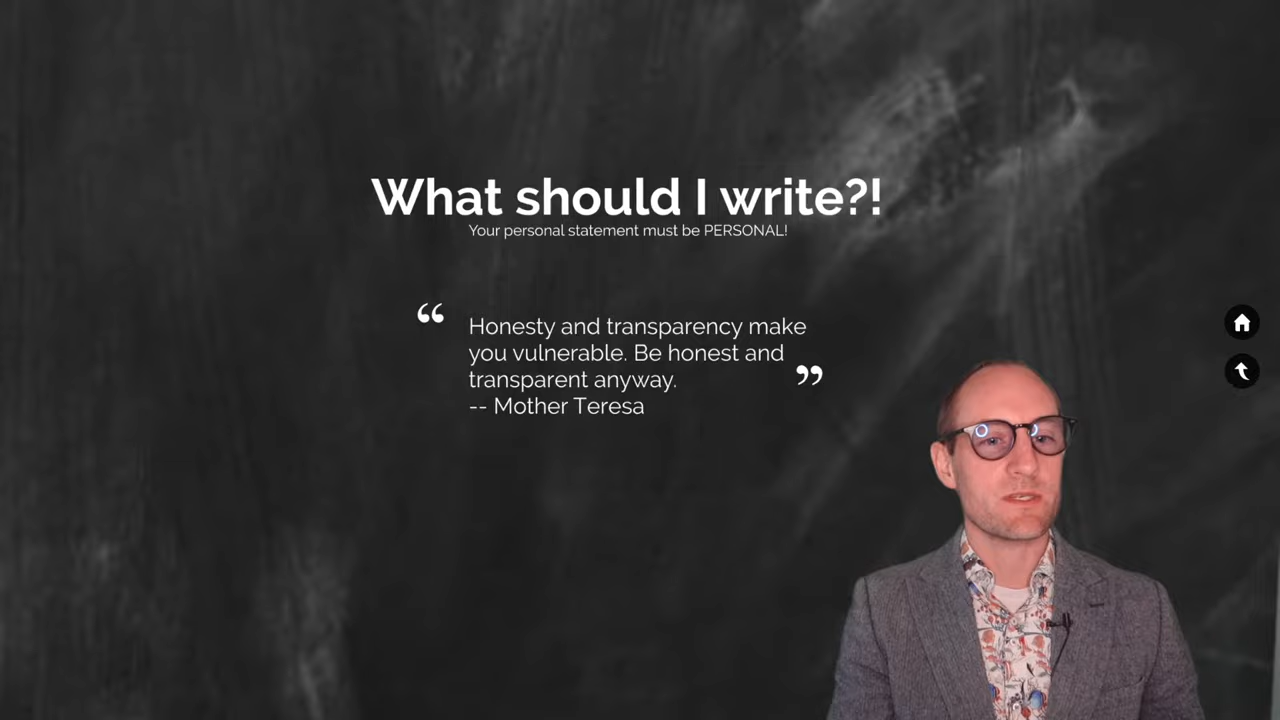 What should I write?!
Your personal statement must be PERSONAL!
“ Honesty and transparency make
you vulnerable. Be honest and
transparent anyway. ”
-- Mother Teresa